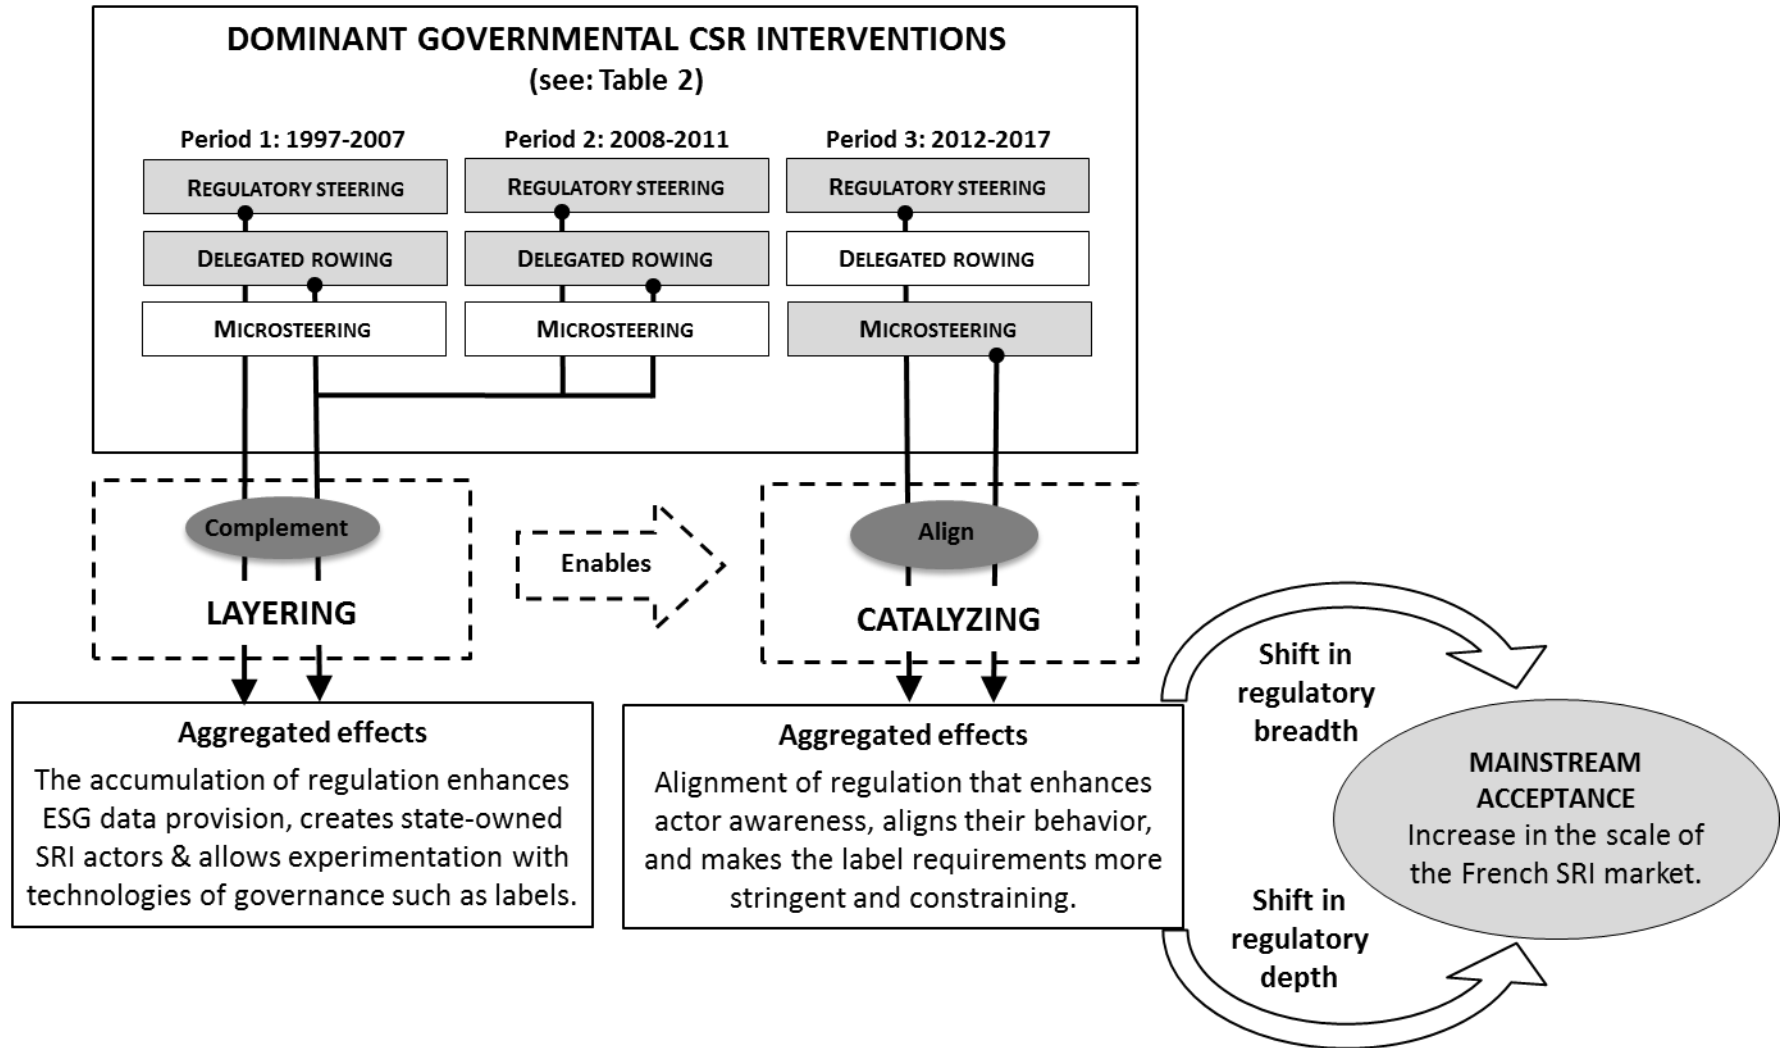 DOMINANT GOVERNMENTAL CSR INTERVENTIONS
(see: Table 2)
Period 1: 1997-2007
REGULATORY STEERING
DELEGATED ROWING
MICROSTEERING
Period 2: 2008-2011
REGULATORY STEERING
DELEGATED ROWING
MICROSTEERING
Period 3: 2012-2017
REGULATORY STEERING
DELEGATED ROWING
MICROSTEERING
Complement
LAYERING
Enables
Align
CATALYZING
Aggregated effects
The accumulation of regulation enhances
ESG data provision, creates state-owned
SRI actors & allows experimentation with
technologies of governance such as labels.
Aggregated effects
Alignment of regulation that enhances
actor awareness, aligns their behavior,
and makes the label requirements more
stringent and constraining.
Shift in
regulatory
breadth
Shift in
regulatory
depth
MAINSTREAM
ACCEPTANCE
Increase in the scale of
the French SRI market.